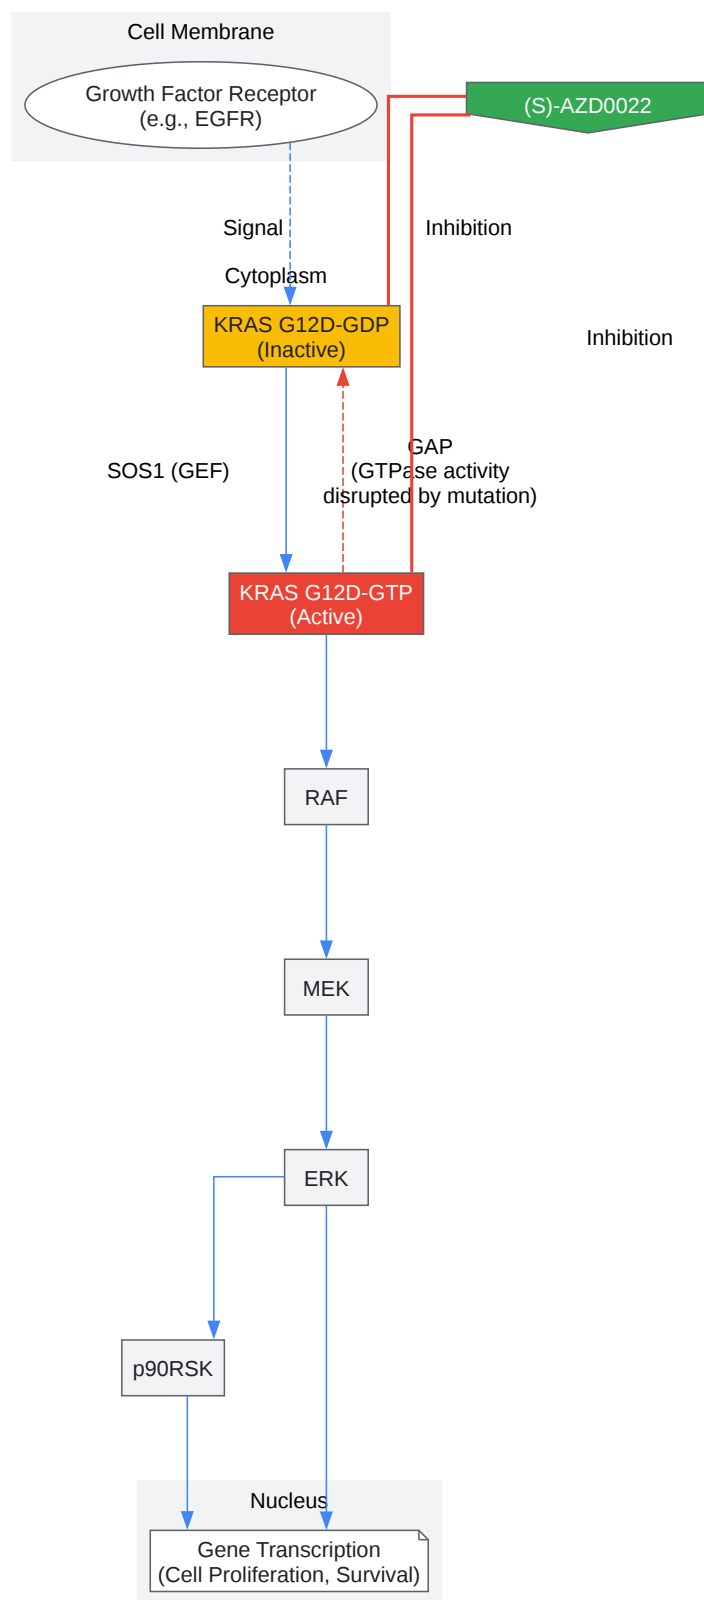 Cell Membrane
Growth Factor Receptor
(e.g., EGFR)
(S)-AZD0022
Signal
Inhibition
Cytoplasm
KRAS G12D-GDP
(Inactive)
Inhibition
SOS1 (GEF)
GAP
(GTPase activity
disrupted by mutation)
KRAS G12D-GTP
(Active)
RAF
MEK
ERK
p90RSK
Nucleus
Gene Transcription
(Cell Proliferation, Survival)